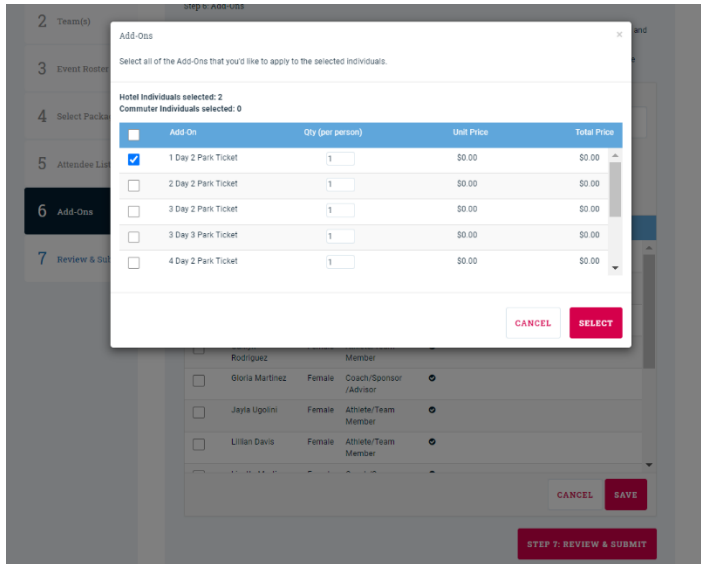 Step 6: Add-Ons
2 Team(s)
3 Event Roster
4 Select Packa
5 Attendee List
6 Add-Ons
7 Review & Sub
and
e
Add-Ons ×
Select all of the Add-Ons that you'd like to apply to the selected individuals.
Hotel Individuals selected: 2
Commuter Individuals selected: 0
Add-On Qty (per person) Unit Price Total Price
1 Day 2 Park Ticket 1 $0.00 $0.00
2 Day 2 Park Ticket 1 $0.00 $0.00
3 Day 2 Park Ticket 1 $0.00 $0.00
3 Day 3 Park Ticket 1 $0.00 $0.00
4 Day 2 Park Ticket 1 $0.00 $0.00
CANCEL SELECT
Rodriguez Member
Gloria Martinez Female Coach/Sponsor
/Advisor
Jayla Ugolini Female Athlete/Team
Member
Lillian Davis Female Athlete/Team
Member
CANCEL SAVE
STEP 7: REVIEW & SUBMIT